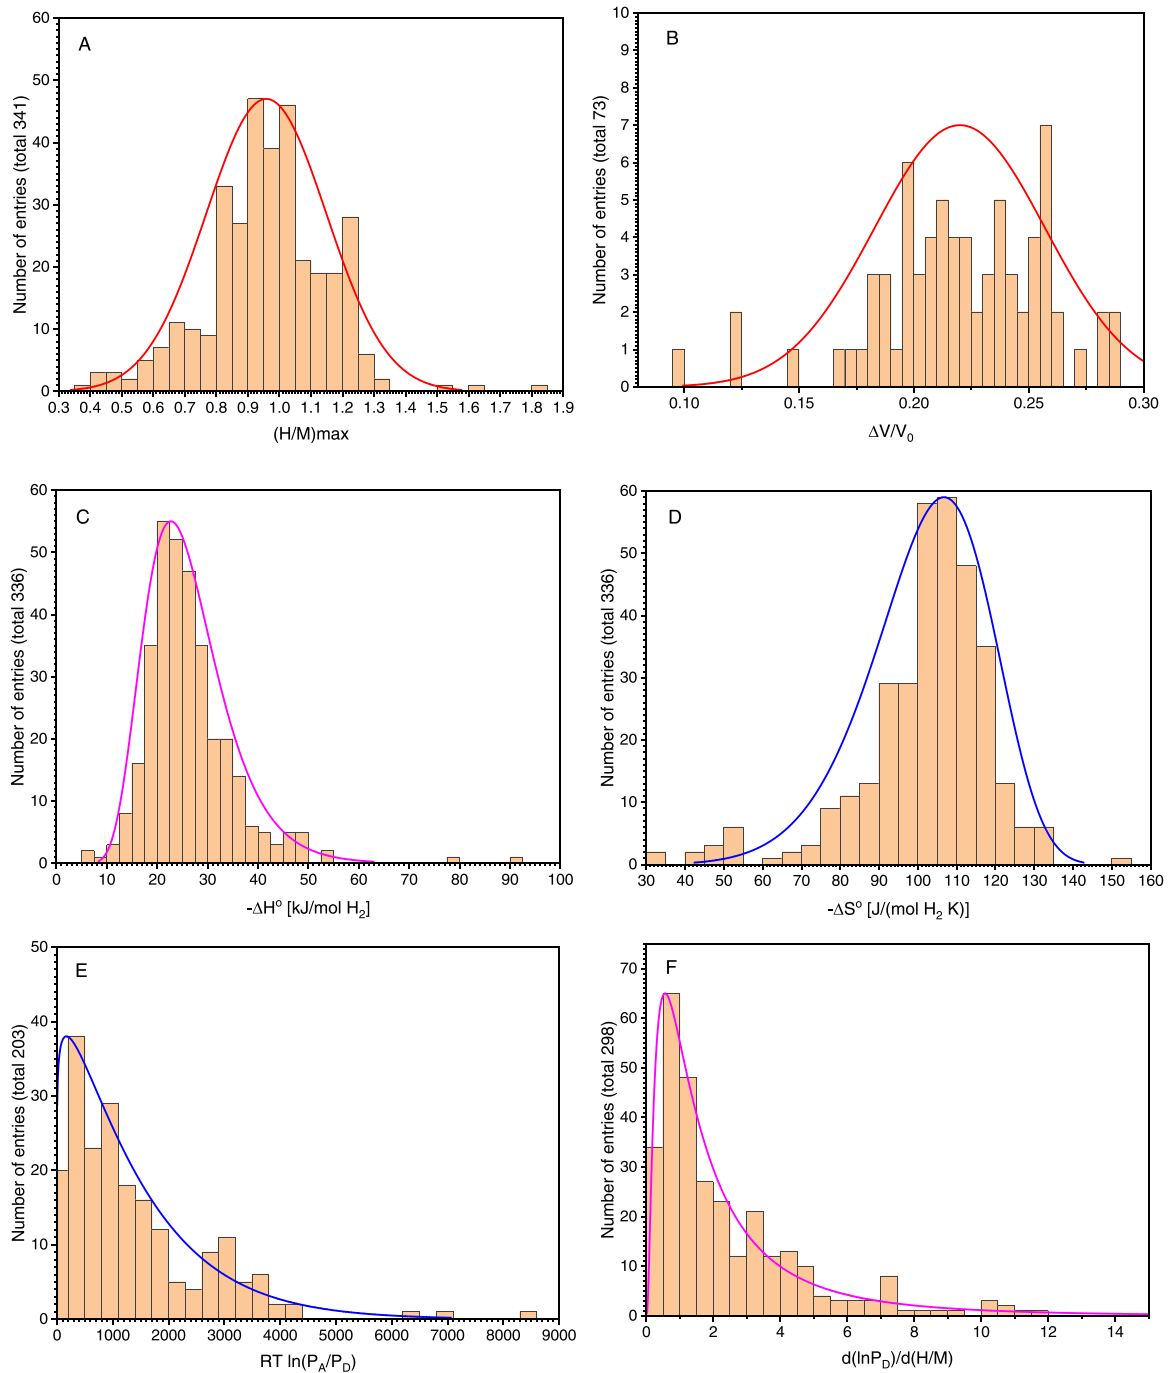 A
Number of entries (total 341)
60
50
40
30
20
10
0
0.3 0.4 0.5 0.6 0.7 0.8 0.9 1.0 1.1 1.2 1.3 1.4 1.5 1.6 1.7 1.8 1.9
(H/M)max
B
Number of entries (total 73)
10
9
8
7
6
5
4
3
2
1
0
0.10 0.15 0.20 0.25 0.30
ΔV/V₀
C
Number of entries (total 336)
60
50
40
30
20
10
0
0 10 20 30 40 50 60 70 80 90 100
-ΔHᵒ [kJ/mol H₂]
D
Number of entries (total 336)
60
50
40
30
20
10
0
30 40 50 60 70 80 90 100 110 120 130 140 150 160
-ΔSᵒ [J/(mol H₂ K)]
E
Number of entries (total 203)
50
40
30
20
10
0
0 1000 2000 3000 4000 5000 6000 7000 8000 9000
RT ln(P_A/P_D)
F
Number of entries (total 298)
70
60
50
40
30
20
10
0
0 2 4 6 8 10 12 14
d(lnP_D)/d(H/M)